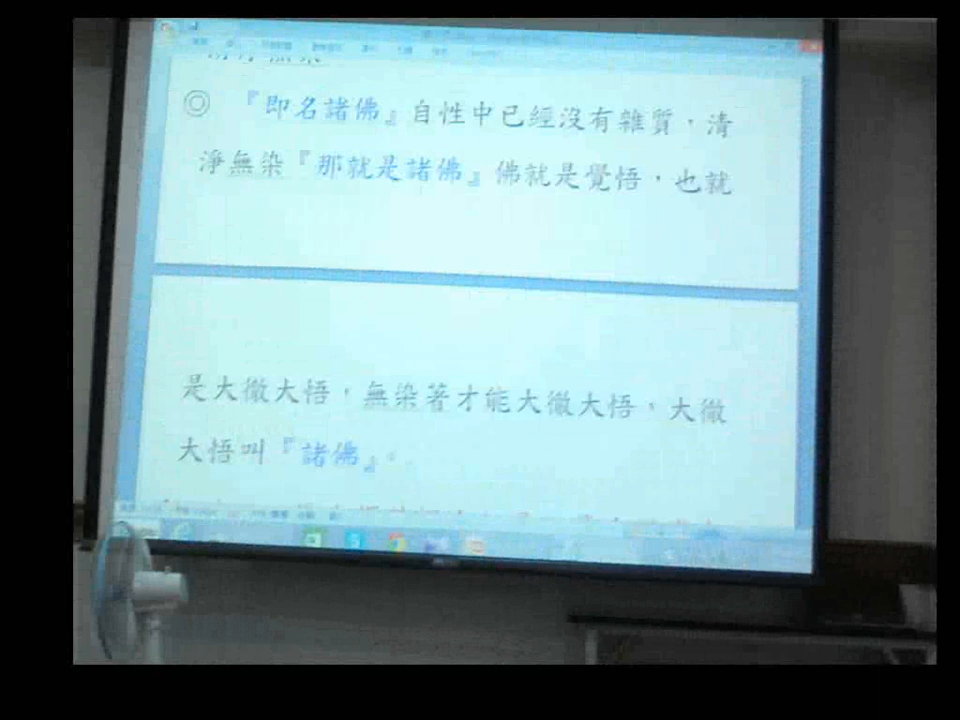 ◎ 『即名諸佛』自性中已經沒有雜質，清
淨無染『那就是諸佛』佛就是覺悟，也就
是大徹大悟，無染著才能大徹大悟，大徹
大悟叫『諸佛』。